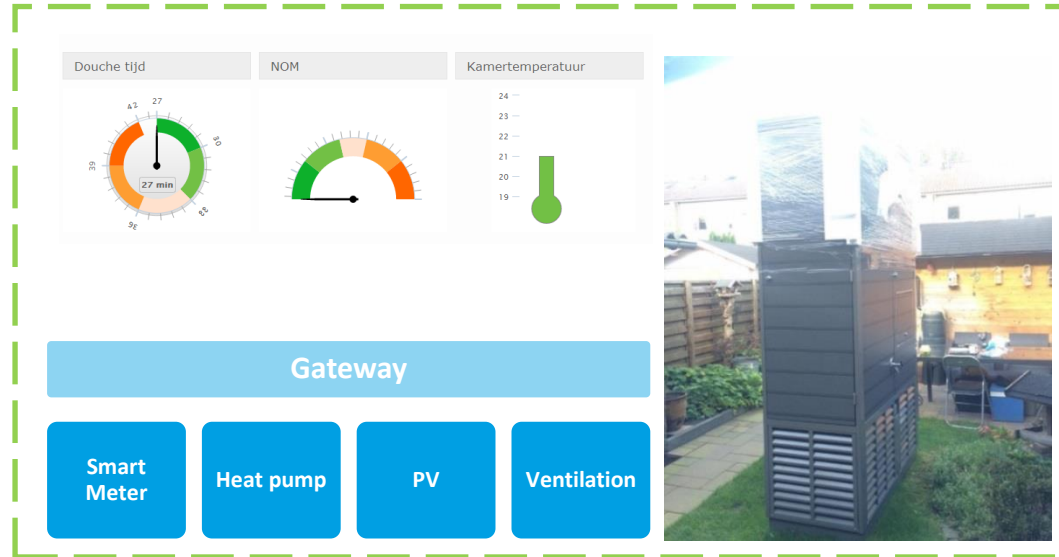 Douche tijd
NOM
Kamertemperatuur
42
27
30
39
33
36
27 min
24
23
22
21
20
19
Gateway
Smart
Meter
Heat pump
PV
Ventilation